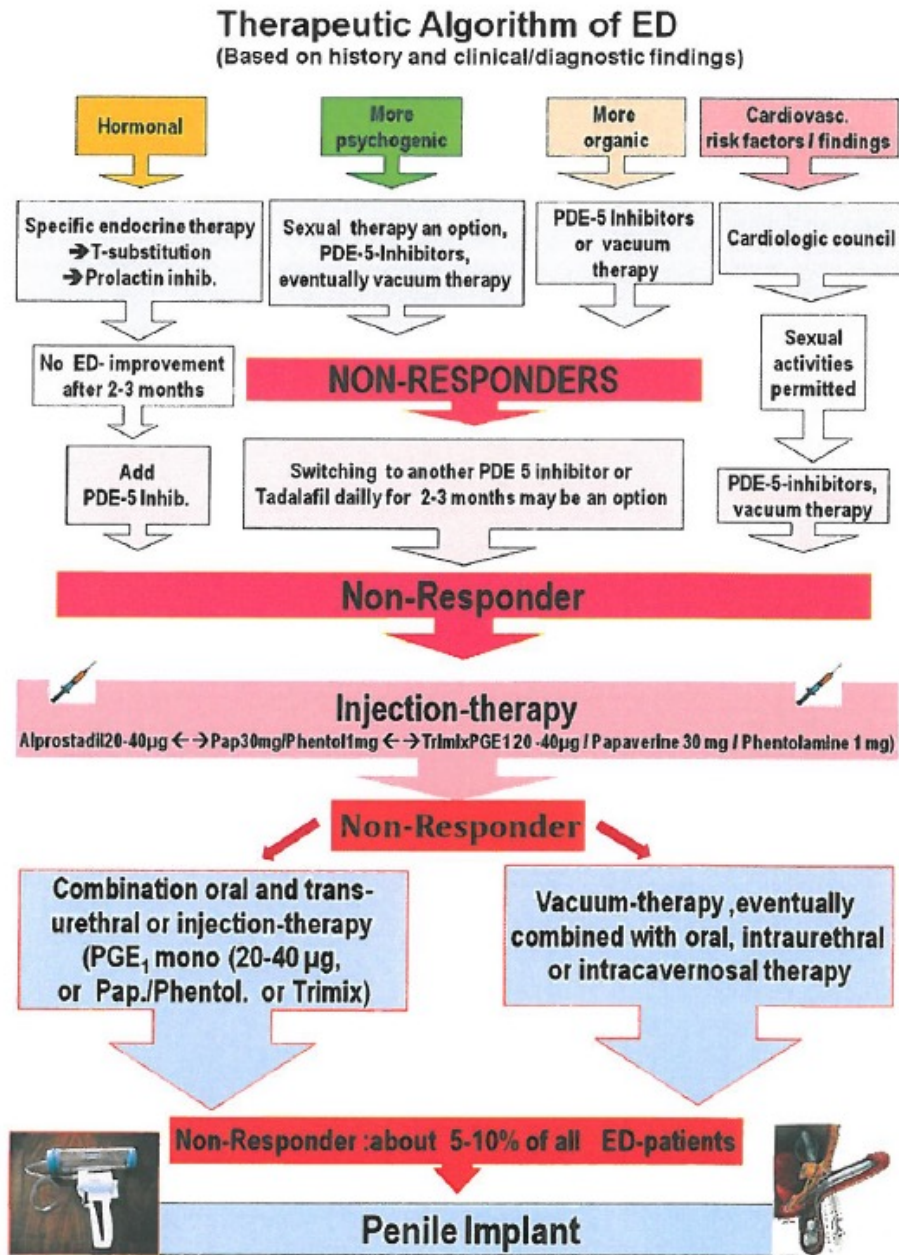 Therapeutic Algorithm of ED
(Based on history and clinical/diagnostic findings)
Hormonal
More
psychogenic
More
organic
Cardiovasc.
risk factors / findings
Specific endocrine therapy
➔T-substitution
➔Prolactin inhib.
Sexual therapy an option,
PDE-5-Inhibitors,
eventually vacuum therapy
PDE-5 Inhibitors
or vacuum
therapy
Cardiologic council
No ED- improvement
after 2-3 months
NON-RESPONDERS
Sexual
activities
permitted
Add
PDE-5 Inhib.
Switching to another PDE 5 inhibitor or
Tadalafil dailly for 2-3 months may be an option
PDE-5-inhibitors,
vacuum therapy
Non-Responder
Injection-therapy
Alprostadil20-40µg ←→Pap30mg/Phentol1mg ←→TrimixPGE120 -40µg / Papaverine 30 mg / Phentolamine 1 mg)
Non-Responder
Combination oral and trans-
urethral or injection-therapy
(PGE₁ mono (20-40 µg,
or Pap./Phentol. or Trimix)
Vacuum-therapy ,eventually
combined with oral, intraurethral
or intracavernosal therapy
Non-Responder :about 5-10% of all ED-patients
Penile Implant